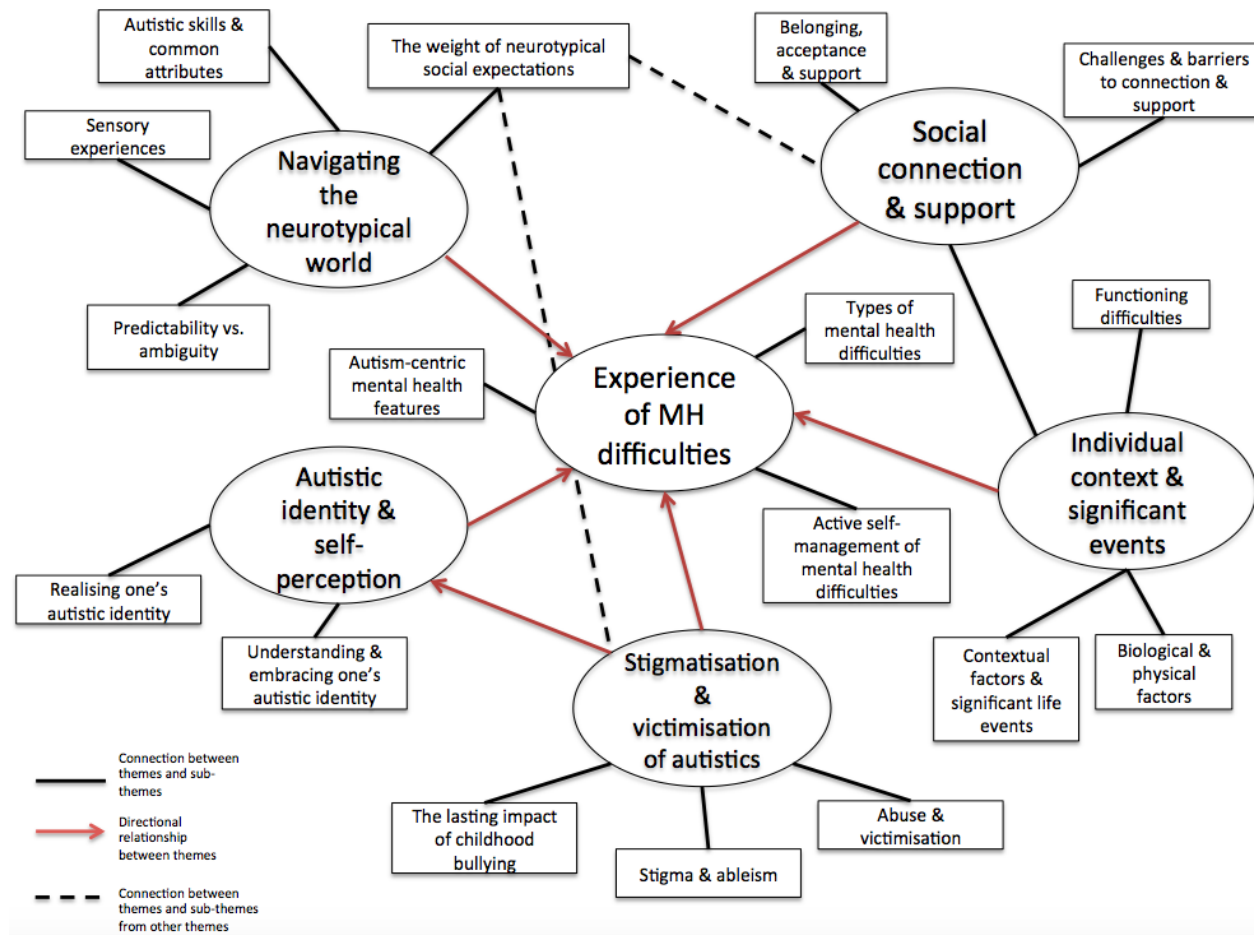 Autistic skills &
common
attributes
The weight of neurotypical
social expectations
Belonging,
acceptance
& support
Challenges & barriers
to connection &
support
Sensory
experiences
Navigating
the
neurotypical
world
Social
connection
& support
Predictability vs.
ambiguity
Functioning
difficulties
Types of
mental health
difficulties
Autism-centric
mental health
features
Experience
of MH
difficulties
Individual
context &
significant
events
Autistic
identity &
self-
perception
Active self-
management of
mental health
difficulties
Realising one's
autistic identity
Understanding &
embracing one's
autistic identity
Stigmatisation
&
victimisation
of autistics
Contextual
factors &
significant life
events
Biological &
physical
factors
The lasting impact
of childhood
bullying
Stigma & ableism
Abuse &
victimisation
Connection between
themes and sub-
themes
Directional
relationship
between themes
Connection between
themes and sub-themes
from other themes